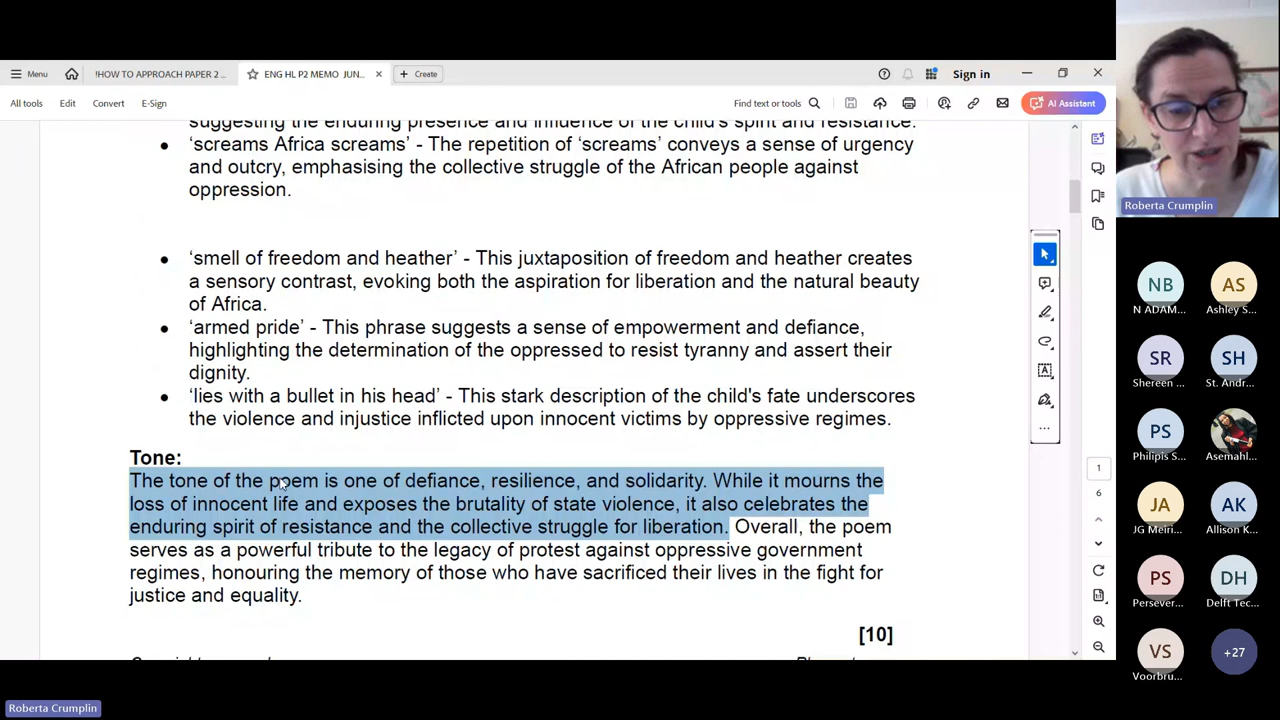 Menu
!HOW TO APPROACH PAPER 2 ...
ENG HL P2 MEMO JUN...
Create
Sign in
All tools
Edit
Convert
E-Sign
Find text or tools
AI Assistant
suggesting the enduring presence and influence of the child's spirit and resistance.
• 'screams Africa screams' - The repetition of 'screams' conveys a sense of urgency
and outcry, emphasising the collective struggle of the African people against
oppression.
• 'smell of freedom and heather' - This juxtaposition of freedom and heather creates
a sensory contrast, evoking both the aspiration for liberation and the natural beauty
of Africa.
• 'armed pride' - This phrase suggests a sense of empowerment and defiance,
highlighting the determination of the oppressed to resist tyranny and assert their
dignity.
• 'lies with a bullet in his head' - This stark description of the child's fate underscores
the violence and injustice inflicted upon innocent victims by oppressive regimes.
Tone:
The tone of the poem is one of defiance, resilience, and solidarity. While it mourns the
loss of innocent life and exposes the brutality of state violence, it also celebrates the
enduring spirit of resistance and the collective struggle for liberation. Overall, the poem
serves as a powerful tribute to the legacy of protest against oppressive government
regimes, honouring the memory of those who have sacrificed their lives in the fight for
justice and equality.
[10]
1
6
Roberta Crumplin
NB
N ADAM...
AS
Ashley S...
SR
Shereen ...
SH
St. Andr...
PS
Philipis S...
Asemahl...
JA
JG Meiri...
AK
Allison K...
PS
Persever...
DH
Delft Tec...
VS
Voorbru...
+27
Roberta Crumplin